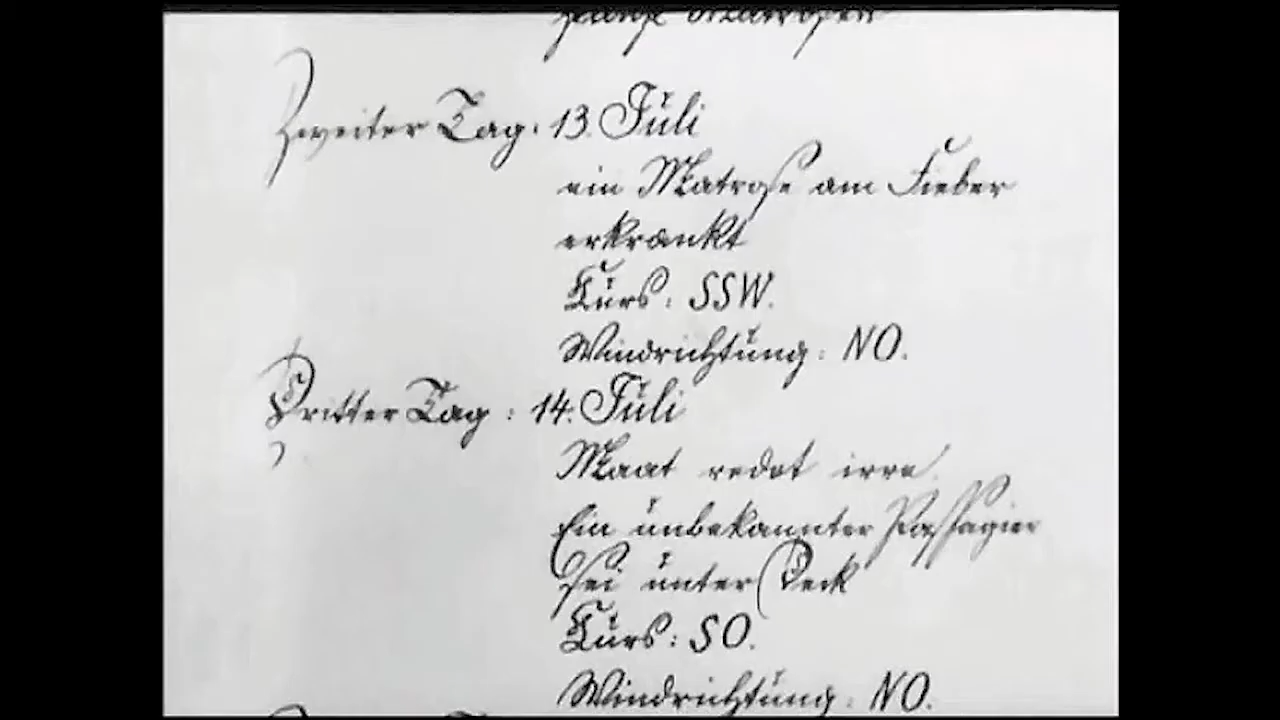 Zweiter Tag: 13. Juli
ein Matrose am Fieber
erkrankt
Kurs: SSW.
Windrichtung: NO.
Dritter Tag: 14. Juli
Maat redet irre.
Ein unbekannter Passagier
sei unter Deck
Kurs: SO.
Windrichtung: NO.